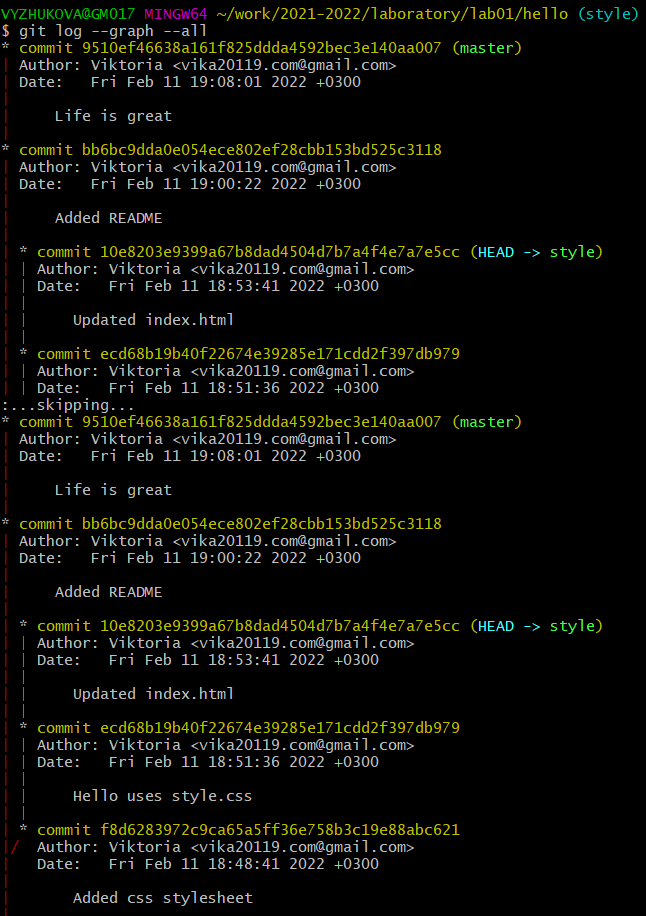 VYZHUKOVA@GM017 MINGW64 ~/work/2021-2022/laboratory/lab01/hello (style)
$ git log --graph --all
* commit 9510ef46638a161f825ddda4592bec3e140aa007 (master)
| Author: Viktoria <vika20119.com@gmail.com>
| Date:   Fri Feb 11 19:08:01 2022 +0300
|
|     Life is great
|
* commit bb6bc9dda0e054ece802ef28cbb153bd525c3118
| Author: Viktoria <vika20119.com@gmail.com>
| Date:   Fri Feb 11 19:00:22 2022 +0300
|
|     Added README
|
| * commit 10e8203e9399a67b8dad4504d7b7a4f4e7a7e5cc (HEAD -> style)
| | Author: Viktoria <vika20119.com@gmail.com>
| | Date:   Fri Feb 11 18:53:41 2022 +0300
| |
| |     Updated index.html
| |
| * commit ecd68b19b40f22674e39285e171cdd2f397db979
| | Author: Viktoria <vika20119.com@gmail.com>
| | Date:   Fri Feb 11 18:51:36 2022 +0300
:...skipping...
* commit 9510ef46638a161f825ddda4592bec3e140aa007 (master)
| Author: Viktoria <vika20119.com@gmail.com>
| Date:   Fri Feb 11 19:08:01 2022 +0300
|
|     Life is great
|
* commit bb6bc9dda0e054ece802ef28cbb153bd525c3118
| Author: Viktoria <vika20119.com@gmail.com>
| Date:   Fri Feb 11 19:00:22 2022 +0300
|
|     Added README
|
| * commit 10e8203e9399a67b8dad4504d7b7a4f4e7a7e5cc (HEAD -> style)
| | Author: Viktoria <vika20119.com@gmail.com>
| | Date:   Fri Feb 11 18:53:41 2022 +0300
| |
| |     Updated index.html
| |
| * commit ecd68b19b40f22674e39285e171cdd2f397db979
| | Author: Viktoria <vika20119.com@gmail.com>
| | Date:   Fri Feb 11 18:51:36 2022 +0300
| |
| |     Hello uses style.css
| |
| * commit f8d6283972c9ca65a5ff36e758b3c19e88abc621
|/  Author: Viktoria <vika20119.com@gmail.com>
|   Date:   Fri Feb 11 18:48:41 2022 +0300
|
|       Added css stylesheet